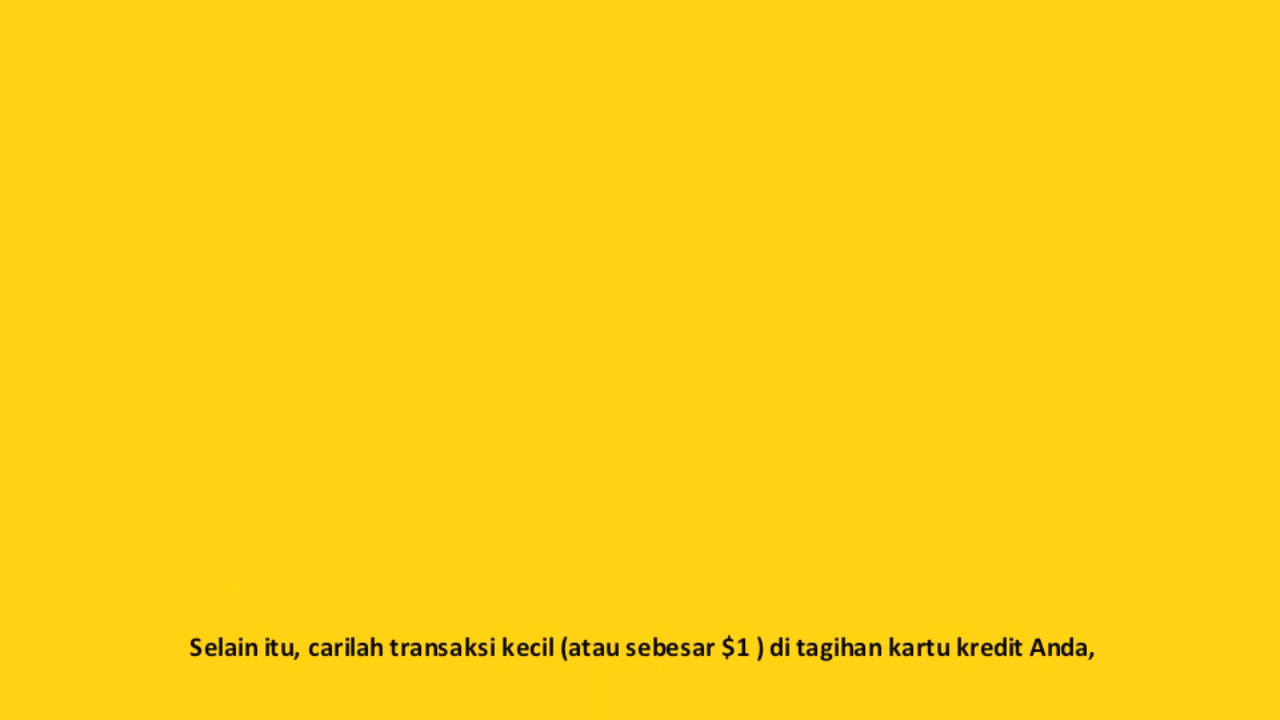 Selain itu, carilah transaksi kecil (atau sebesar $1 ) di tagihan kartu kredit Anda,